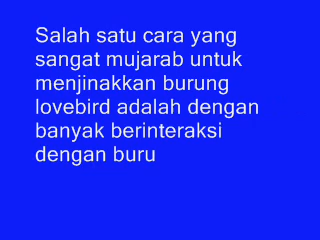 Salah satu cara yang
sangat mujarab untuk
menjinakkan burung
lovebird adalah dengan
banyak berinteraksi
dengan buru